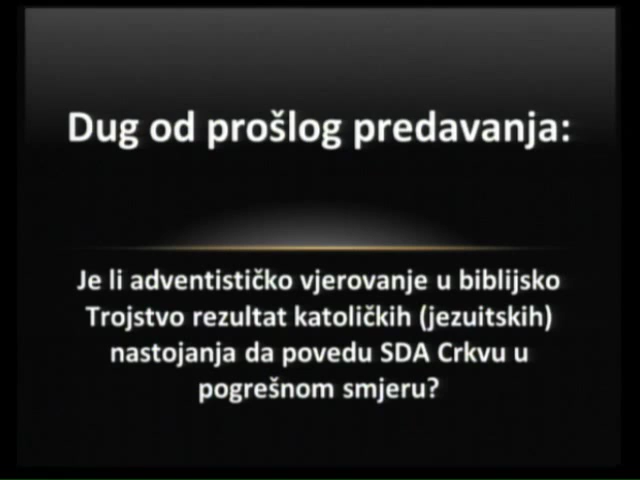 Dug od prošlog predavanja:
Je li adventističko vjerovanje u biblijsko
Trojstvo rezultat katoličkih (jezuitskih)
nastojanja da povedu SDA Crkvu u
pogrešnom smjeru?